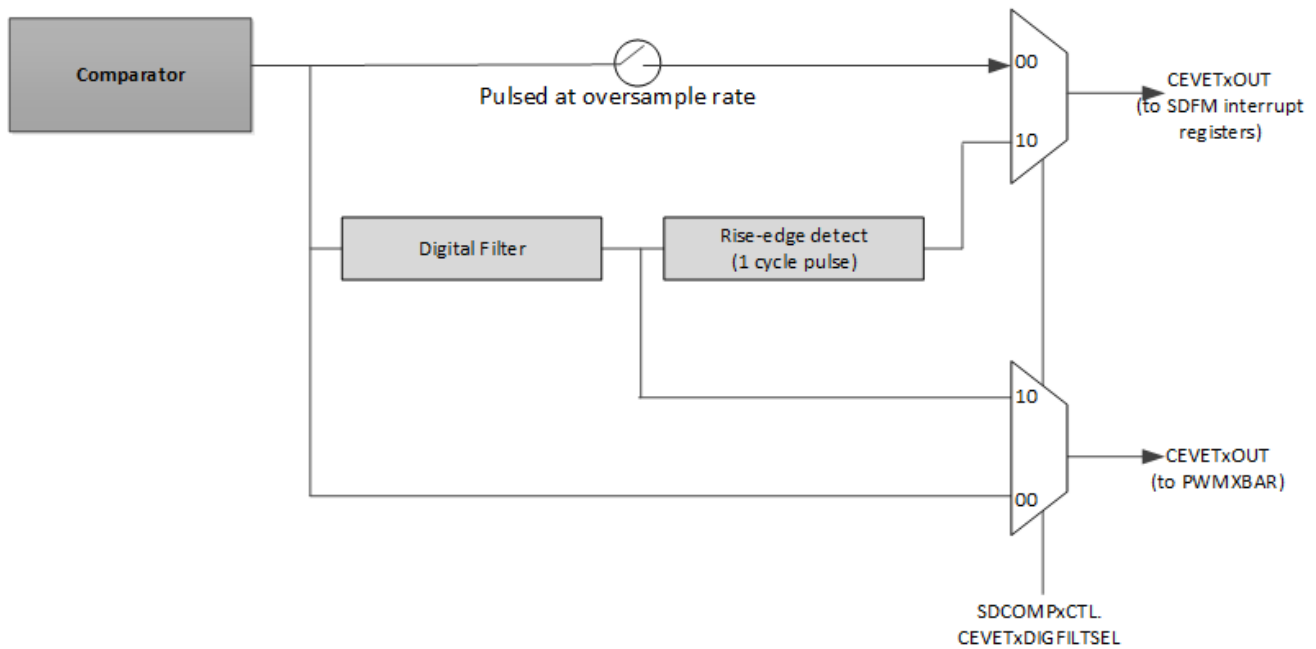 Comparator
Pulsed at oversample rate
00
10
CEVETxOUT
(to SDFM interrupt
registers)
Digital Filter
Rise-edge detect
(1 cycle pulse)
10
00
CEVETxOUT
(to PWMXBAR)
SDCOMPxCTL.
CEVETxDIGFILTSEL